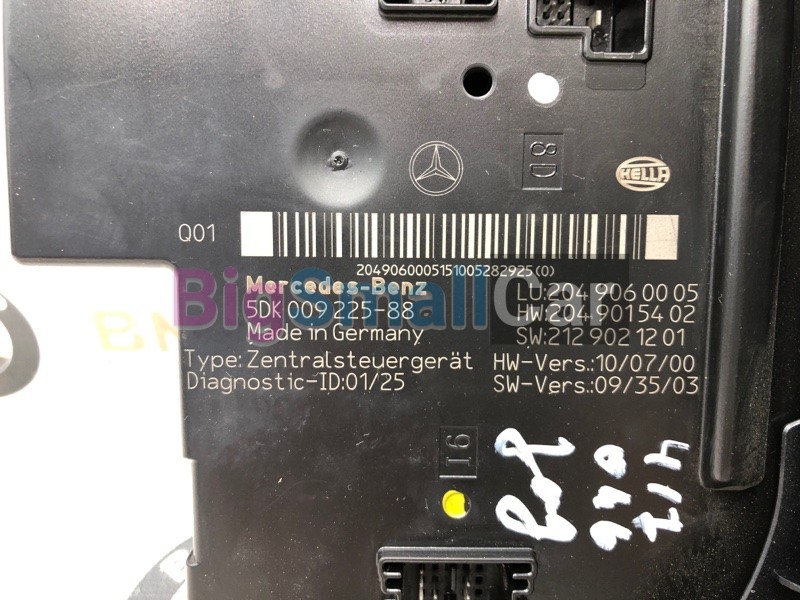 8D
HELLA
Q01
2049060005151005282925(0)
BigSmallCar
Mercedes-Benz
LU:204 906 00 05
5DK 009 225-88
HW:204 901 54 02
Made in Germany
SW:212 902 12 01
Type: Zentralsteuergerät
HW-Vers.:10/07/00
Diagnostic-ID:01/25
SW-Vers.:09/35/03
16